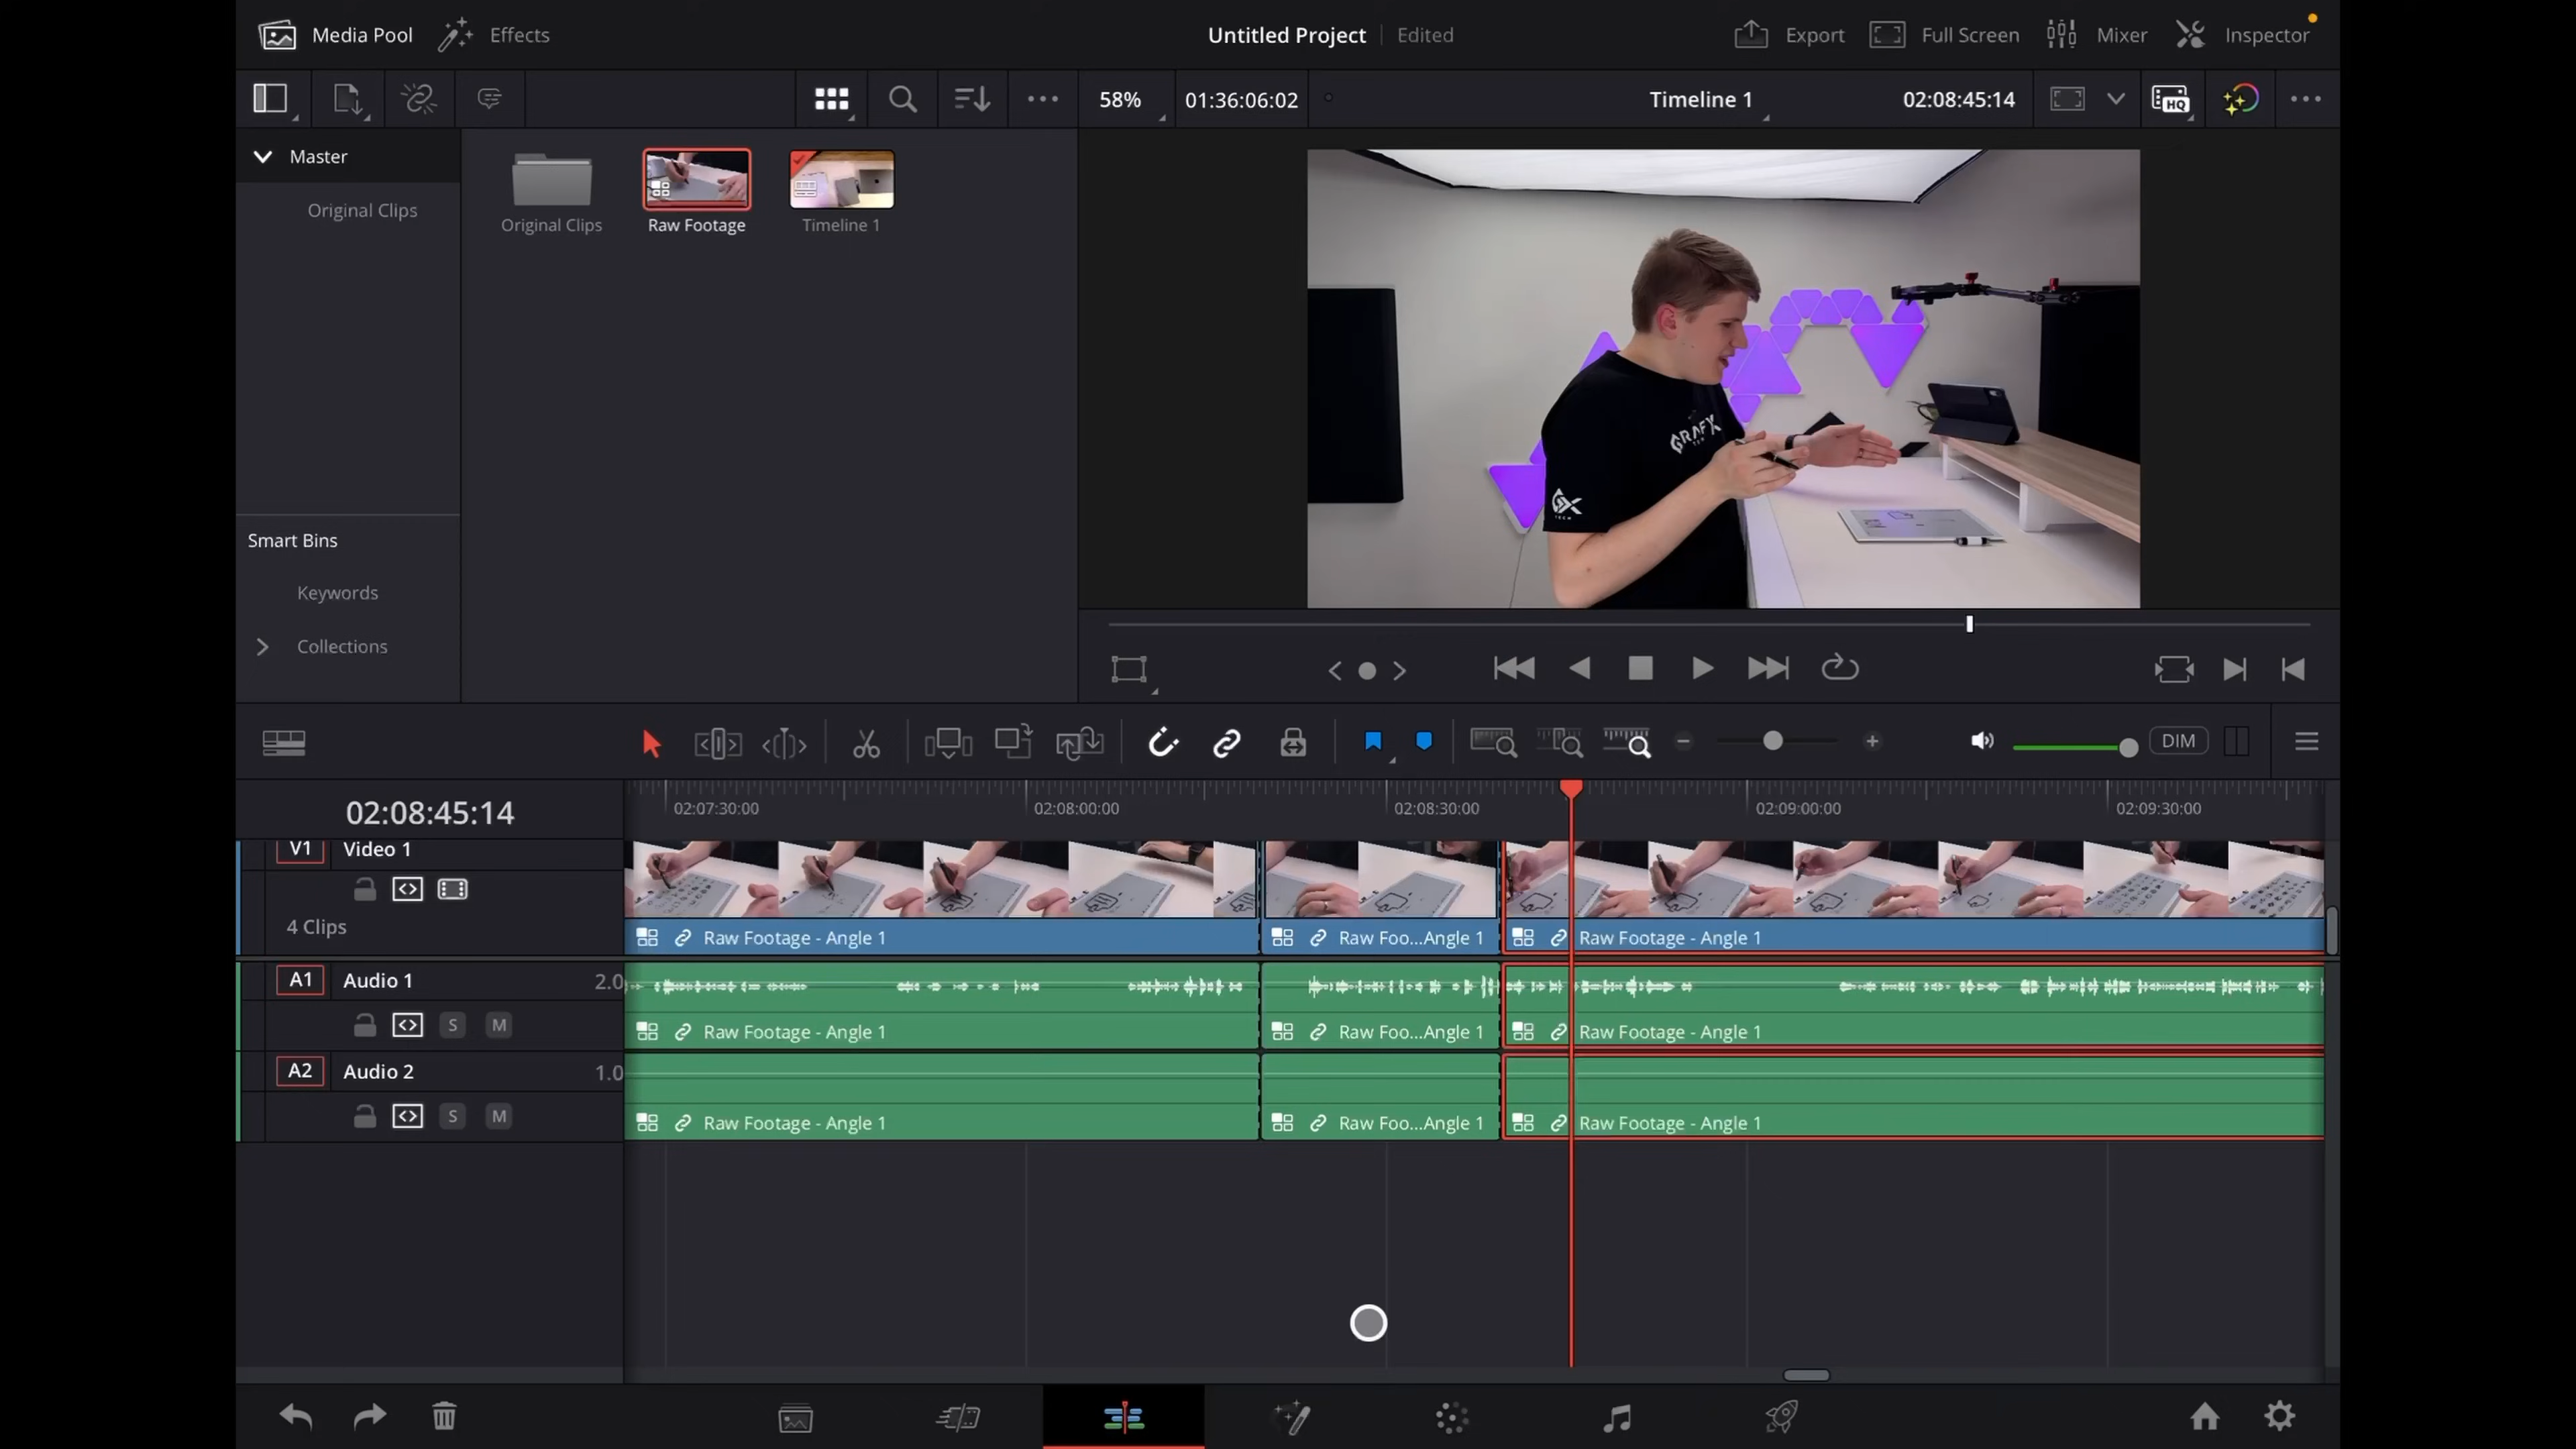 Media Pool
Effects
Untitled Project
Edited
Export
Full Screen
Mixer
Inspector
58%
01:36:06:02
Timeline 1
02:08:45:14
HQ
Master
Original Clips
Original Clips
Raw Footage
Timeline 1
Smart Bins
Keywords
Collections
GRAFX
TECH
GX
TECH
DIM
02:08:45:14
02:07:30:00
02:08:00:00
02:08:30:00
02:09:00:00
02:09:30:00
V1
Video 1
4 Clips
Raw Footage - Angle 1
Raw Foo...Angle 1
Raw Footage - Angle 1
A1
Audio 1
2.0
S
M
Raw Footage - Angle 1
Raw Foo...Angle 1
Raw Footage - Angle 1
A2
Audio 2
1.0
S
M
Raw Footage - Angle 1
Raw Foo...Angle 1
Raw Footage - Angle 1